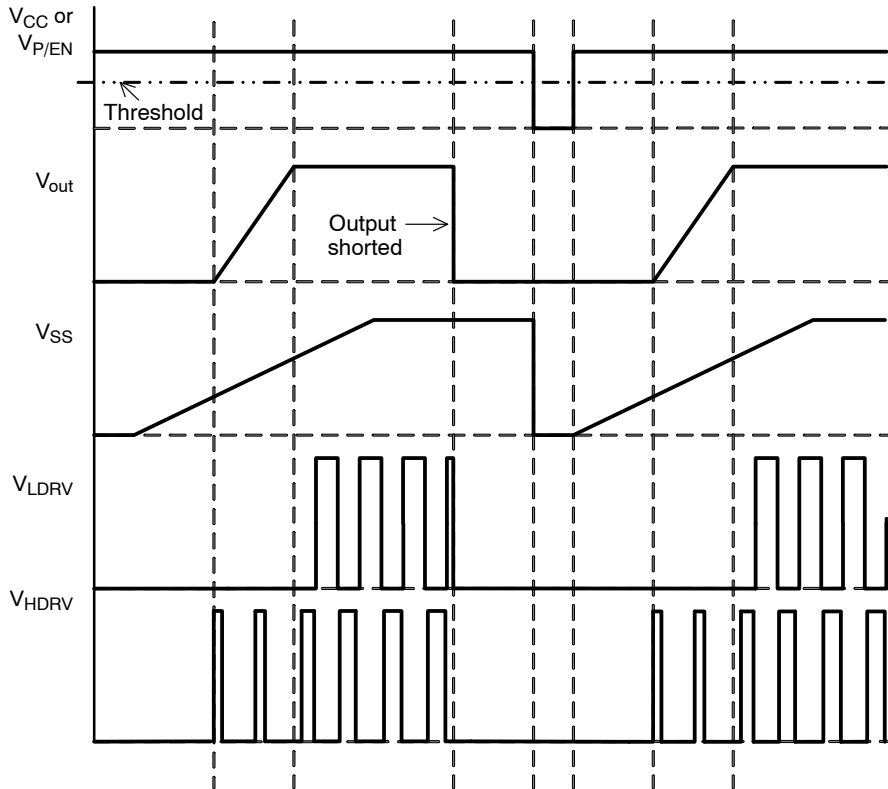 VCC or
VP/EN
Threshold
Vout
Output
shorted
VSS
VLDRV
VHDRV